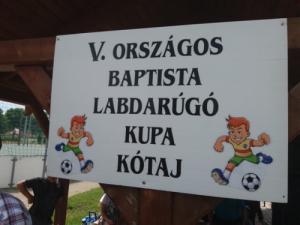 V. ORSZÁGOS
BAPTISTA
LABDARÚGÓ
KUPA
KÓTAJ